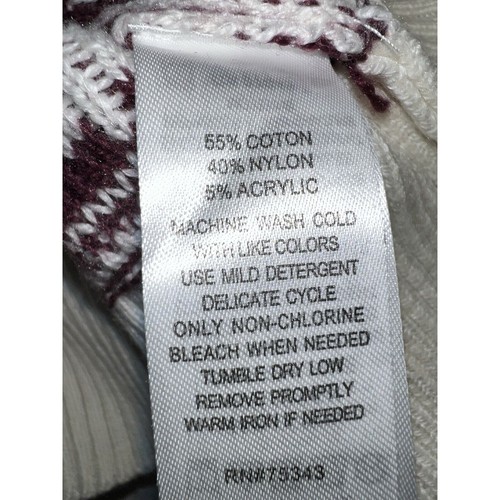 55% COTON
40% NYLON
5% ACRYLIC
MACHINE WASH COLD
WITH LIKE COLORS
USE MILD DETERGENT
DELICATE CYCLE
ONLY NON-CHLORINE
BLEACH WHEN NEEDED
TUMBLE DRY LOW
REMOVE PROMPTLY
WARM IRON IF NEEDED
RN#75343